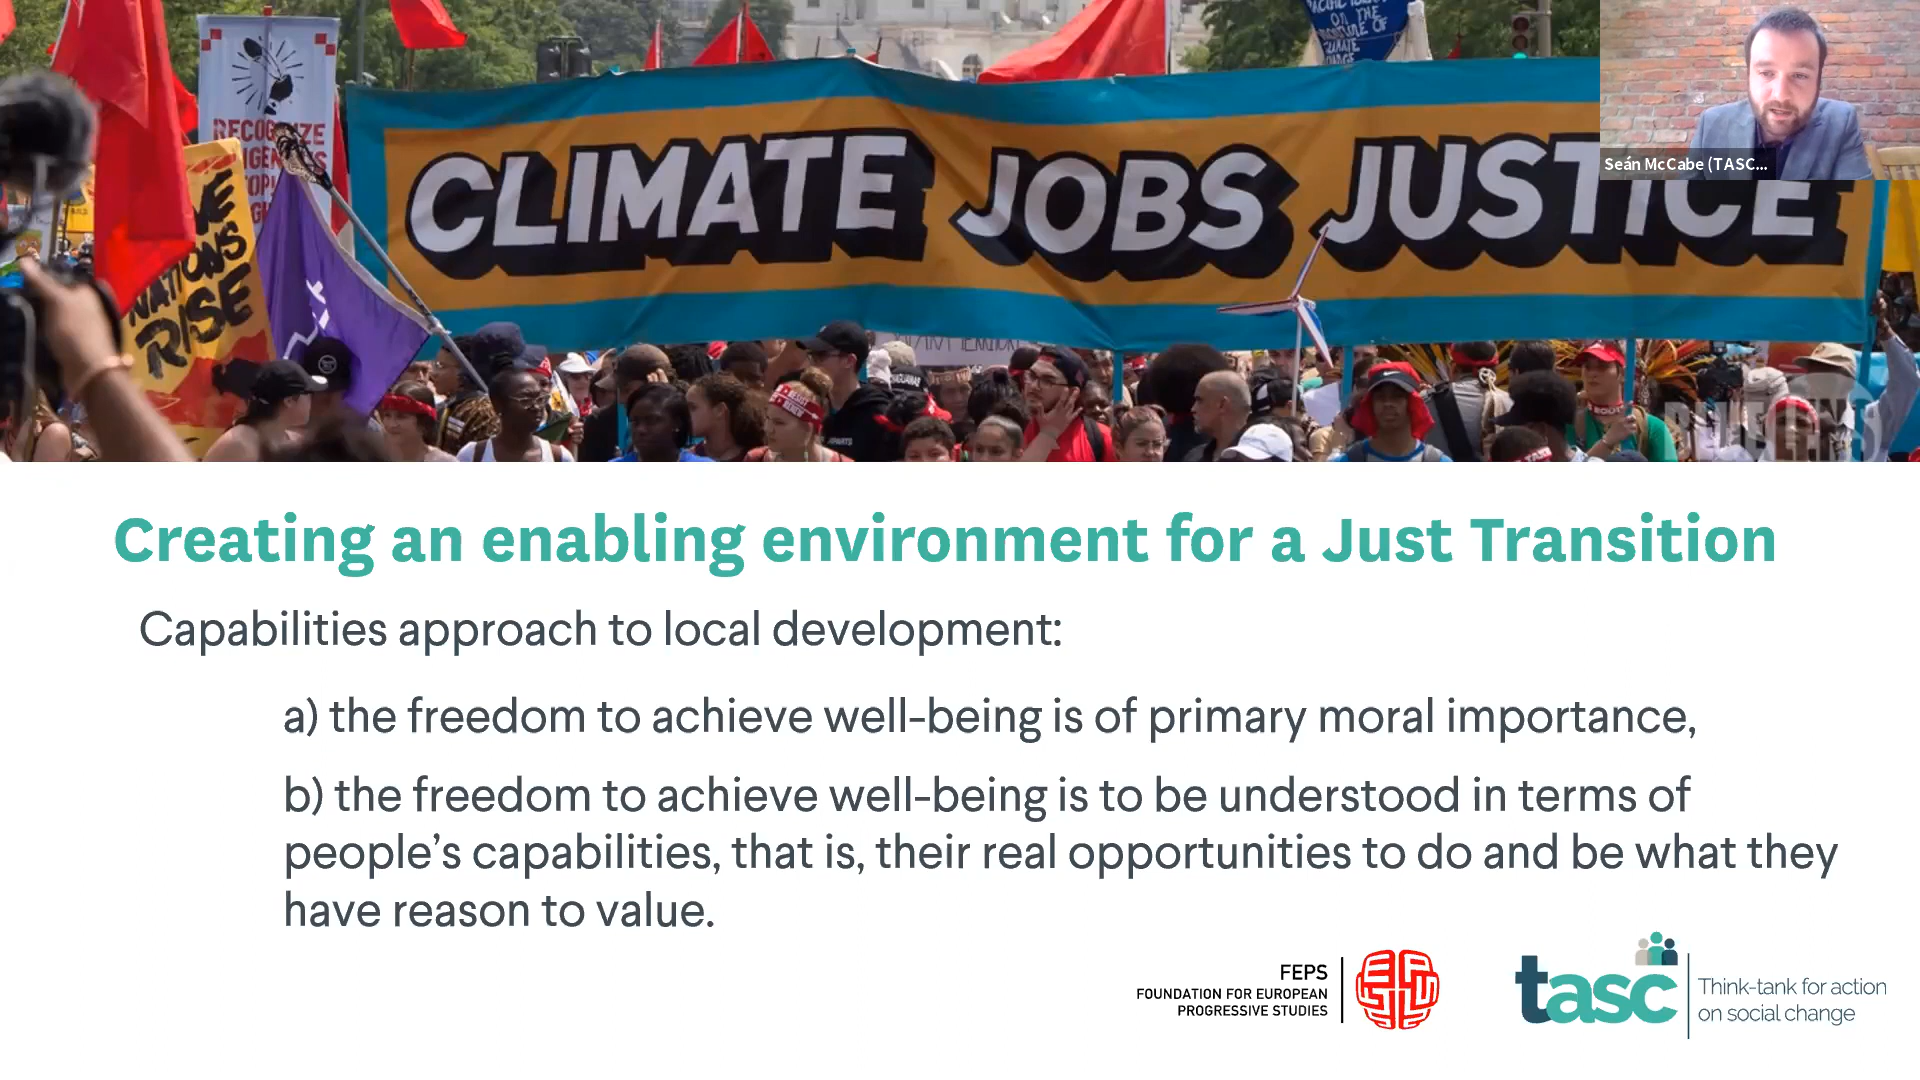 CLIMATE JOBS JUSTICE
RECOGNIZE
NATIONS
RISE
ON THE
CLIMATE
CHANGE
Seán McCabe (TASC...
Creating an enabling environment for a Just Transition
Capabilities approach to local development:
a) the freedom to achieve well-being is of primary moral importance,
b) the freedom to achieve well-being is to be understood in terms of
people’s capabilities, that is, their real opportunities to do and be what they
have reason to value.
FEPS
FOUNDATION FOR EUROPEAN
PROGRESSIVE STUDIES
tasc
Think-tank for action
on social change